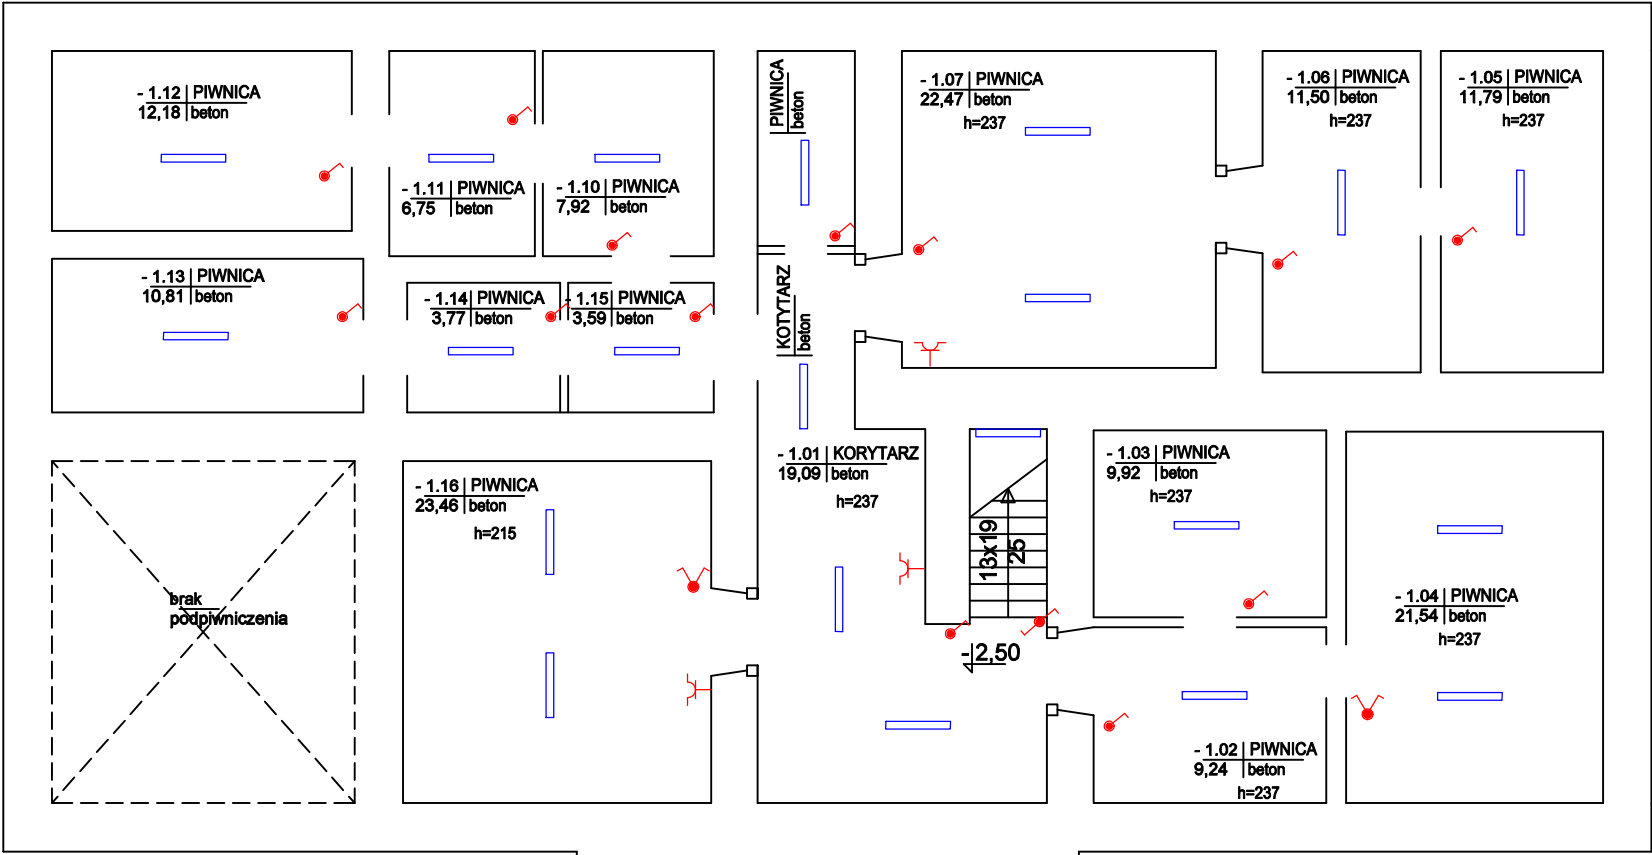 - 1.12 PIWNICA
12,18 beton
- 1.11 PIWNICA
6,75 beton
- 1.10 PIWNICA
7,92 beton
PIWNICA
beton
- 1.07 PIWNICA
22,47 beton
h=237
- 1.06 PIWNICA
11,50 beton
h=237
- 1.05 PIWNICA
11,79 beton
h=237
- 1.13 PIWNICA
10,81 beton
- 1.14 PIWNICA
3,77 beton
- 1.15 PIWNICA
3,59 beton
KOTYTARZ
beton
- 1.01 KORYTARZ
19,09 beton
h=237
- 1.16 PIWNICA
23,46 beton
h=215
13x19
25
- 1.03 PIWNICA
9,92 beton
h=237
brak
podpiwniczenia
- 1.04 PIWNICA
21,54 beton
h=237
-2,50
- 1.02 PIWNICA
9,24 beton
h=237